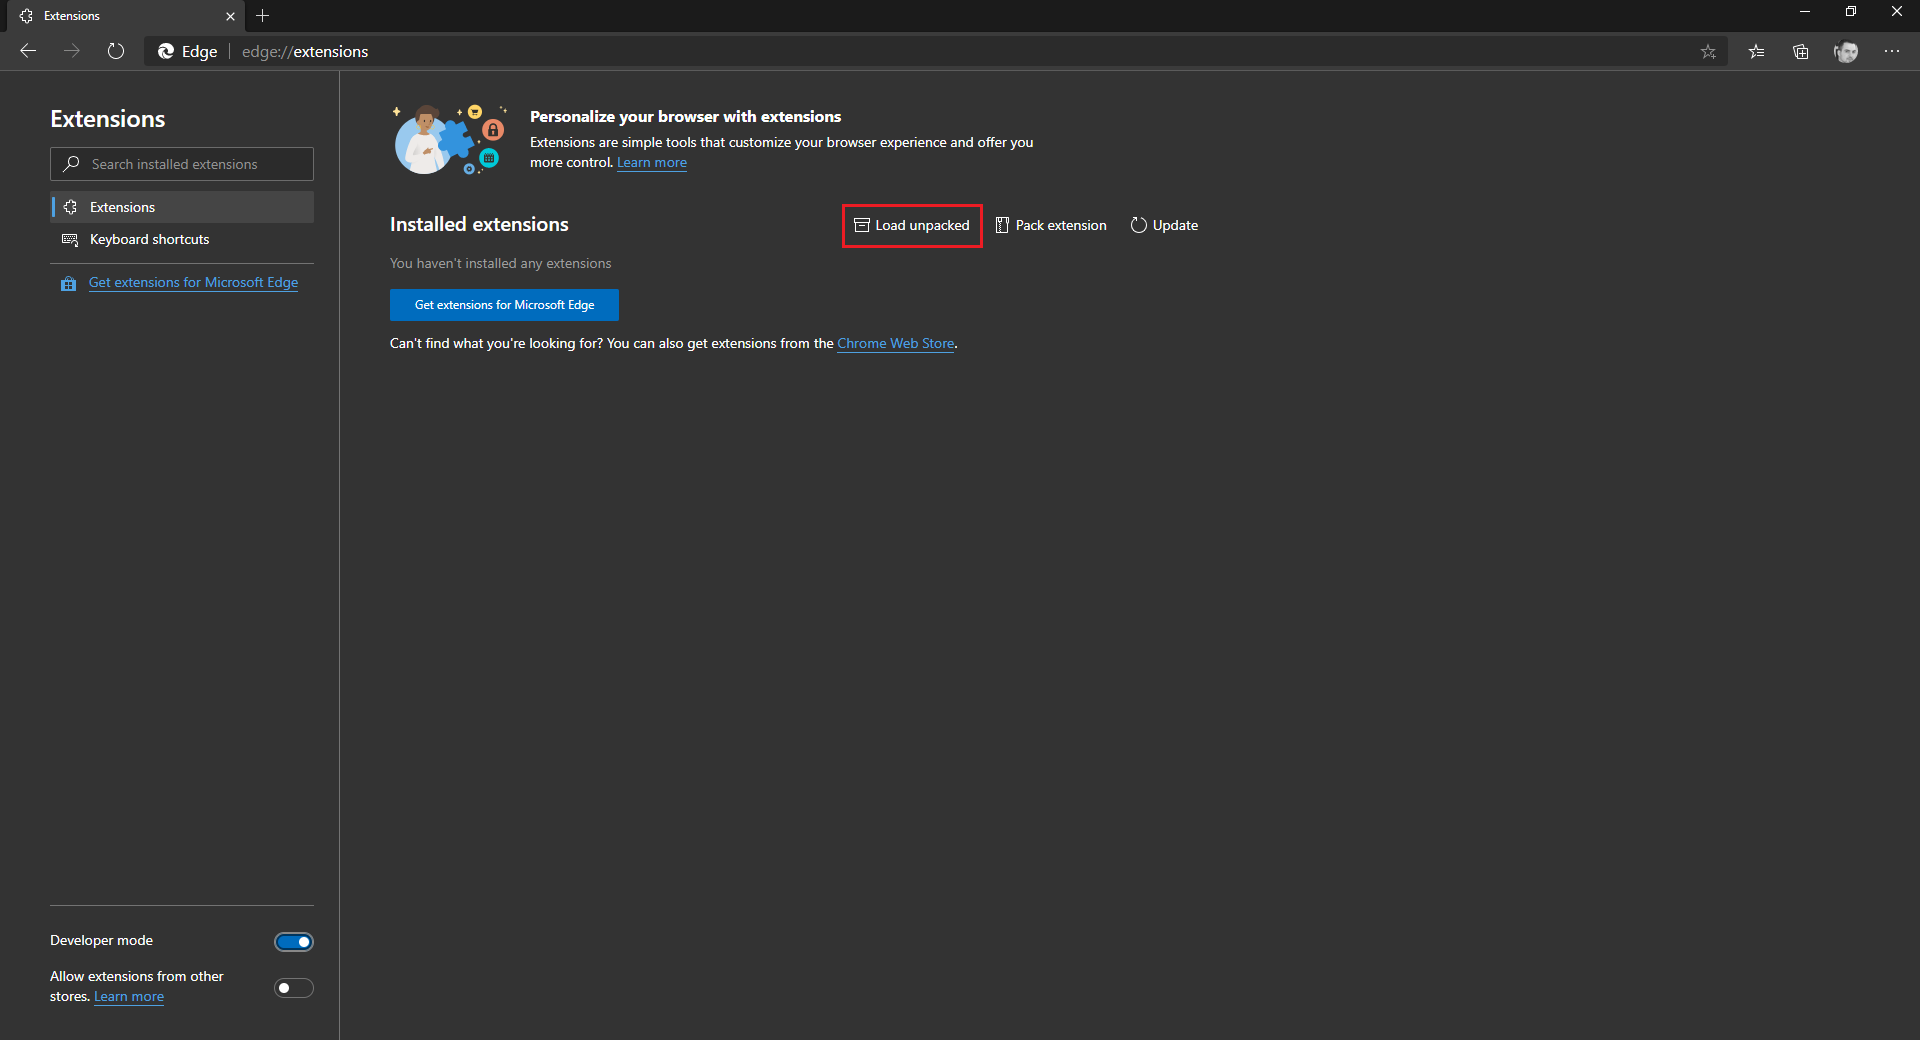 Extensions
Edge
edge://extensions
Extensions
Search installed extensions
Extensions
Keyboard shortcuts
Get extensions for Microsoft Edge
Developer mode
Allow extensions from other
stores. Learn more
Personalize your browser with extensions
Extensions are simple tools that customize your browser experience and offer you
more control. Learn more
Installed extensions
Load unpacked
Pack extension
Update
You haven't installed any extensions
Get extensions for Microsoft Edge
Can't find what you're looking for? You can also get extensions from the Chrome Web Store.